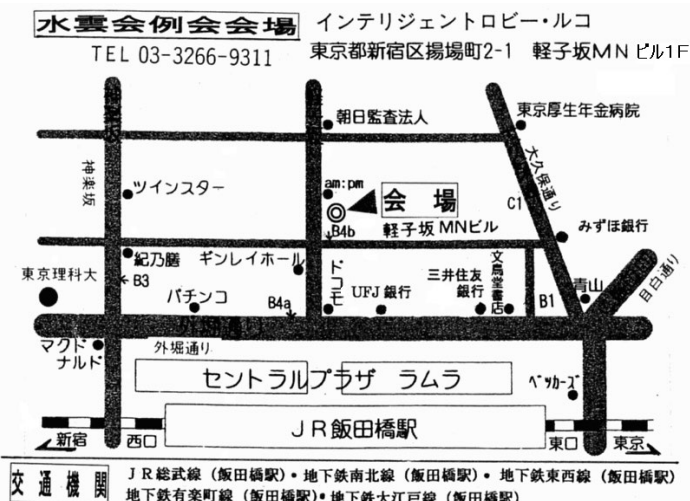 水雲会例会会場 インテリジェントロビー・ルコ
TEL 03-3266-9311 東京都新宿区揚場町2-1 軽子坂MNビル1F
朝日監査法人
東京厚生年金病院
神楽坂
ツインスター
am:pm
会場
大久保通り
C1
B4b
軽子坂MNビル
みずほ銀行
紀乃膳
ギンレイホール
ドコモ
三井住友
銀行
文鳥堂書店
目白通り
東京理科大
B3
パチンコ
B4a
UFJ銀行
B1
青山
外堀通り
マクド
ナルド
外堀通り
セントラルプラザ ラムラ
ベッカーズ
JR飯田橋駅
新宿
西口
東口
東京
交通機関
JR総武線(飯田橋駅)・地下鉄南北線(飯田橋駅)・地下鉄東西線(飯田橋駅)
地下鉄有楽町線(飯田橋駅)・地下鉄大江戸線(飯田橋駅)